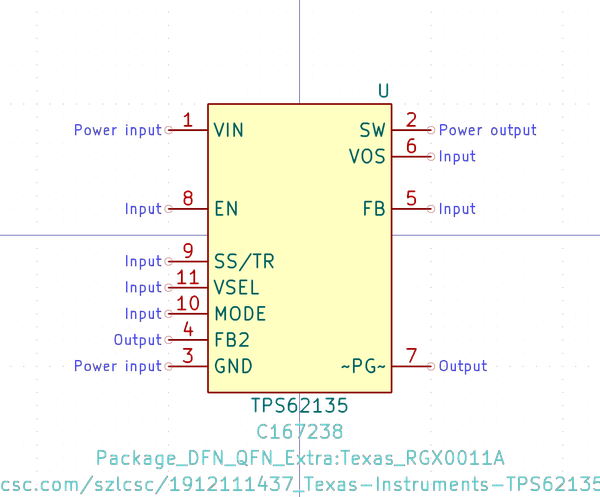 U
Power input 1 VIN SW 2 Power output
VOS 6 Input
Input 8 EN FB 5 Input
Input 9 SS/TR
Input 11 VSEL
Input 10 MODE
Output 4 FB2
Power input 3 GND ~PG~ 7 Output
TPS62135
C167238
Package_DFN_QFN_Extra:Texas_RGX0011A
csc.com/szlcsc/1912111437_Texas-Instruments-TPS62135